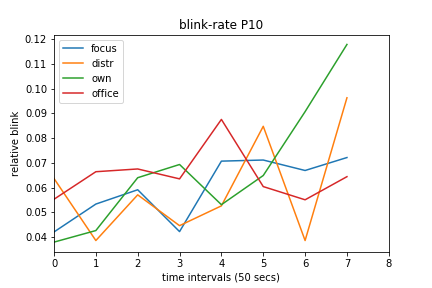 blink-rate P10
0.12
0.11
0.10
0.09
0.08
0.07
0.06
0.05
0.04
relative blink
focus
distr
own
office
0 1 2 3 4 5 6 7 8
time intervals (50 secs)